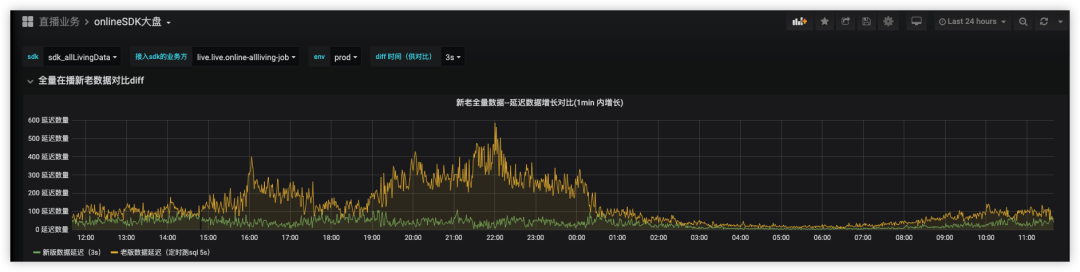 直播业务 > onlineSDK大盘
Last 24 hours
sdk sdk_allLivingData 接入sdk的业务方 live.live.online-allliving-job env prod diff 时间（供对比） 3s
全量在播新老数据对比diff
新老全量数据--延迟数据增长对比(1min 内增长)
600 延迟数量
500 延迟数量
400 延迟数量
300 延迟数量
200 延迟数量
100 延迟数量
0 延迟数量
12:00 13:00 14:00 15:00 16:00 17:00 18:00 19:00 20:00 21:00 22:00 23:00 00:00 01:00 02:00 03:00 04:00 05:00 06:00 07:00 08:00 09:00 10:00 11:00
新版数据延迟（3s） 老版数据延迟（定时跑sql 5s）